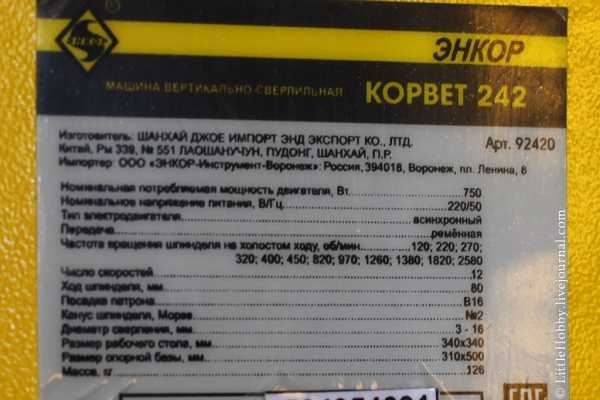 ®
ЭНКОР
МАШИНА ВЕРТИКАЛЬНО-СВЕРЛИЛЬНАЯ КОРВЕТ 242
Изготовитель: ШАНХАЙ ДЖОЕ ИМПОРТ ЭНД ЭКСПОРТ КО., ЛТД. Арт. 92420
Китай, Рм 339, № 551 ЛАОШАНУЧУН, ПУДОНГ, ШАНХАЙ, П.Р.
Импортер: ООО «ЭНКОР-Инструмент-Воронеж»: Россия, 394018, Воронеж, пл. Ленина, 8
Номинальная потребляемая мощность двигателя, Вт 750
Номинальное напряжение питания, В/Гц 220/50
Тип электродвигателя асинхронный
Передача ремённая
Частота вращения шпинделя на холостом ходу, об/мин 120; 220; 270;
320; 400; 450; 820; 970; 1260; 1380; 1820; 2580
Число скоростей 12
Ход шпинделя, мм 80
Посадка патрона В16
Конус шпинделя, Морзе №2
Диаметр сверления, мм 3 - 16
Размер рабочего стола, мм 340х340
Размер опорной базы, мм 310х500
Масса, кг 126
© LittleHobby.livejournal.com